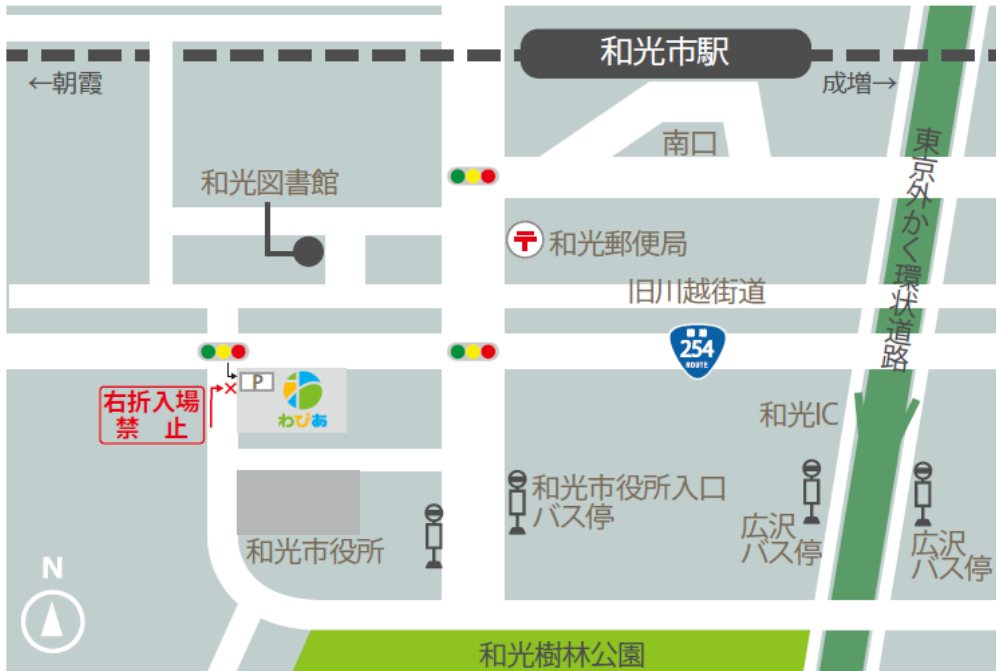 和光市駅
←朝霞
成増→
南口
東京外かく環状道路
和光図書館
和光郵便局
旧川越街道
254
ROUTE
P
わぴあ
右折入場
禁 止
和光IC
和光市役所入口
バス停
広沢
バス停
広沢
バス停
和光市役所
N
和光樹林公園